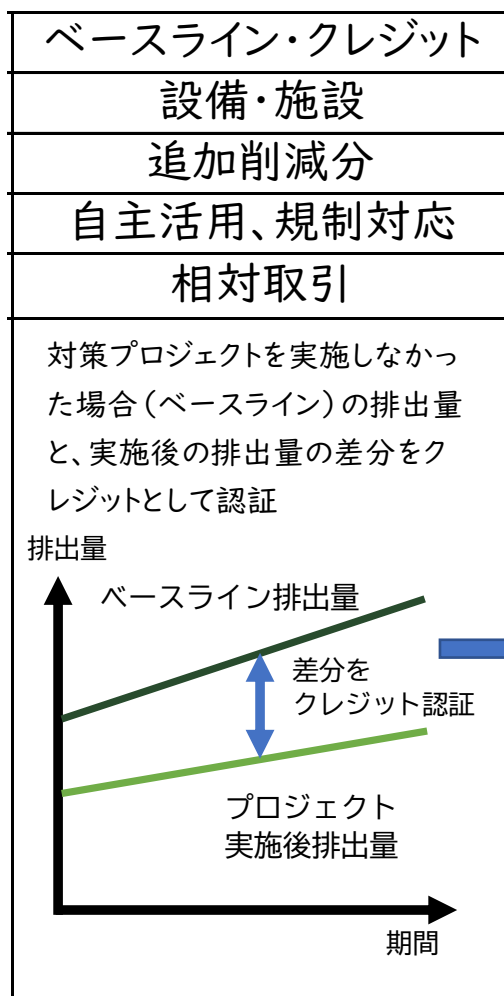 ベースライン・クレジット
設備・施設
追加削減分
自主活用、規制対応
相対取引
対策プロジェクトを実施しなかっ
た場合(ベースライン)の排出量
と、実施後の排出量の差分をク
レジットとして認証
排出量
ベースライン排出量
差分を
クレジット認証
プロジェクト
実施後排出量
期間